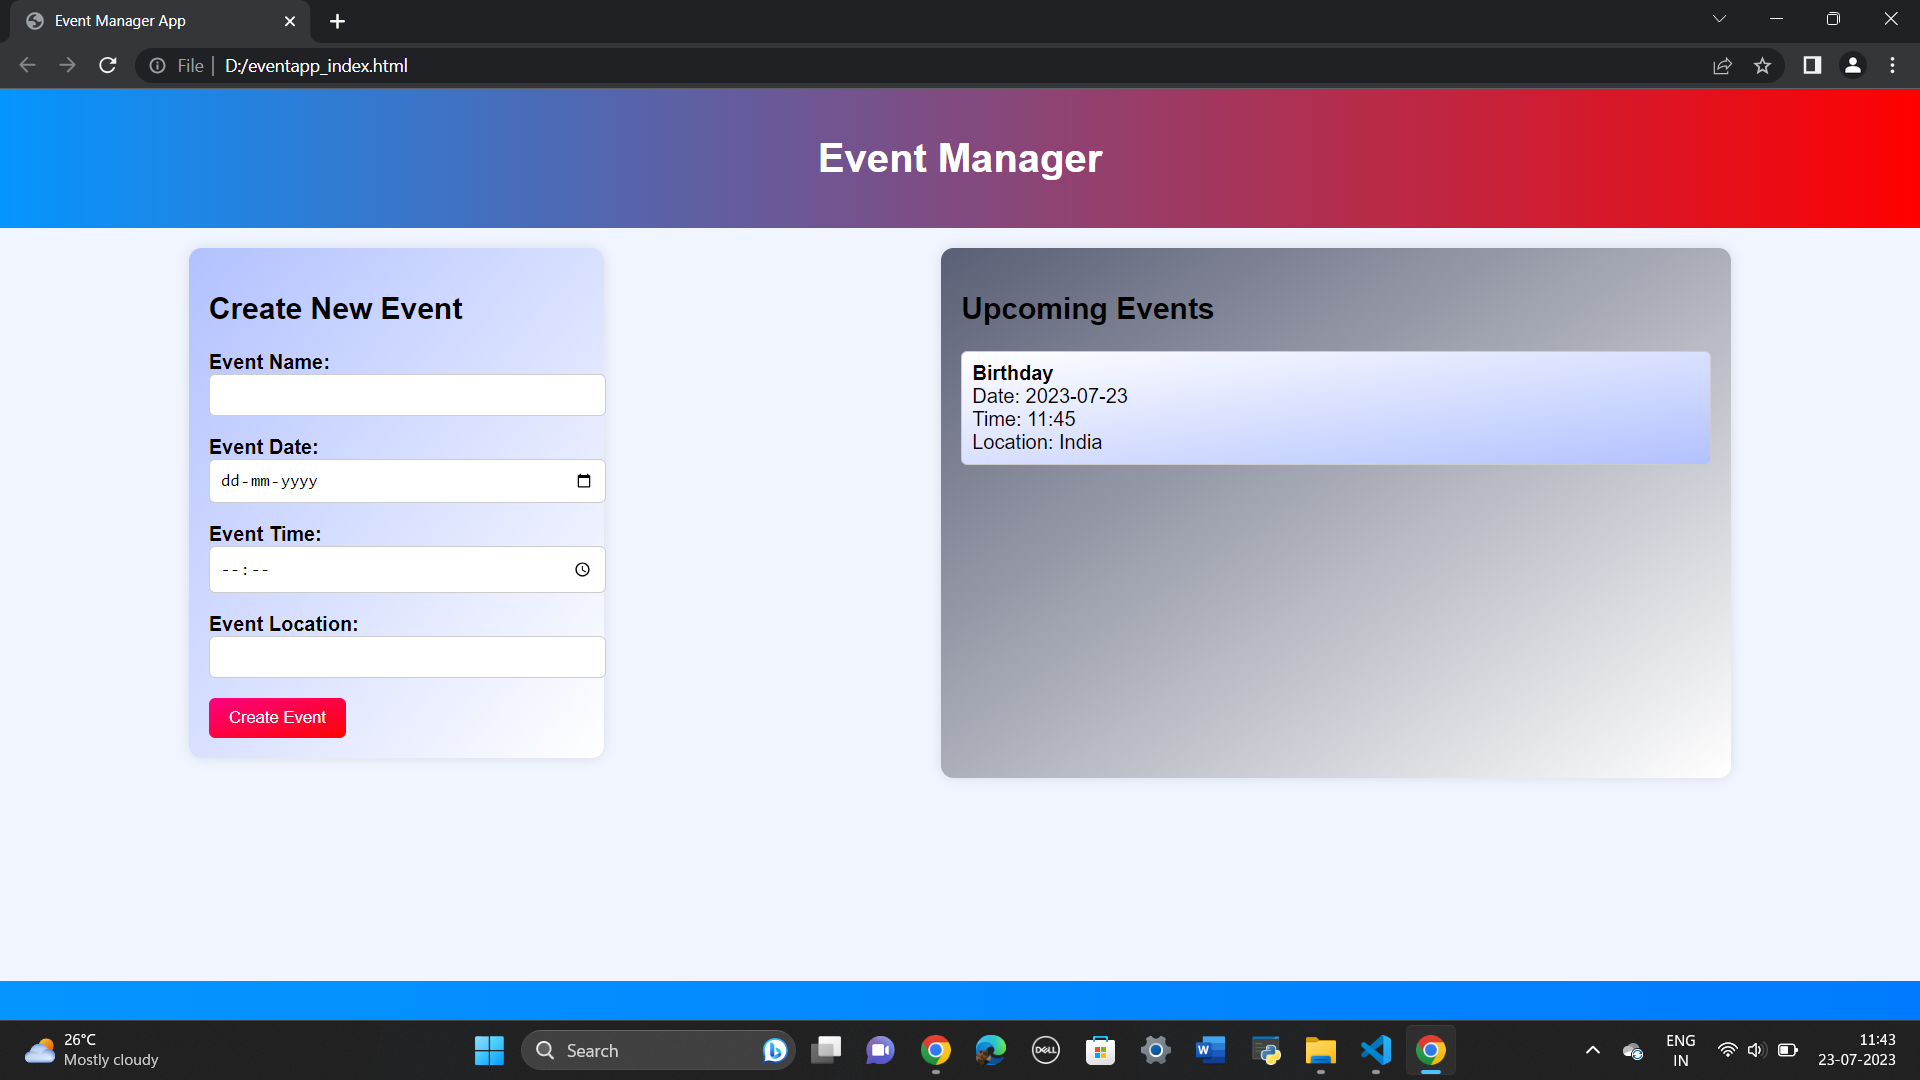 Event Manager App
File
D:/eventapp_index.html
Event Manager
Create New Event
Event Name:
Event Date:
dd-mm-yyyy
Event Time:
--:--
Event Location:
Create Event
Upcoming Events
Birthday
Date: 2023-07-23
Time: 11:45
Location: India
26°C
Mostly cloudy
Search
DELL
W
ENG
IN
11:43
23-07-2023